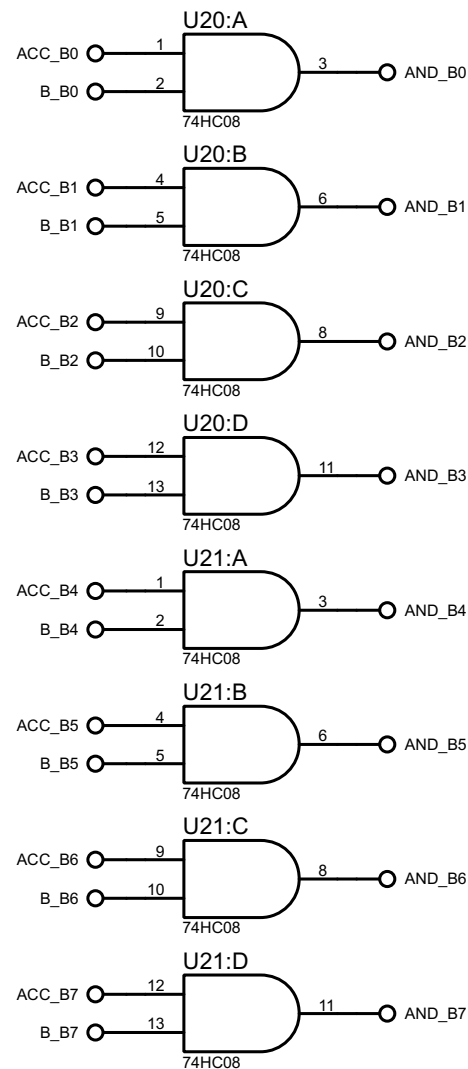 U20:A
ACC_B0 1
3 AND_B0
B_B0 2
74HC08
U20:B
ACC_B1 4
6 AND_B1
B_B1 5
74HC08
U20:C
ACC_B2 9
8 AND_B2
B_B2 10
74HC08
U20:D
ACC_B3 12
11 AND_B3
B_B3 13
74HC08
U21:A
ACC_B4 1
3 AND_B4
B_B4 2
74HC08
U21:B
ACC_B5 4
6 AND_B5
B_B5 5
74HC08
U21:C
ACC_B6 9
8 AND_B6
B_B6 10
74HC08
U21:D
ACC_B7 12
11 AND_B7
B_B7 13
74HC08